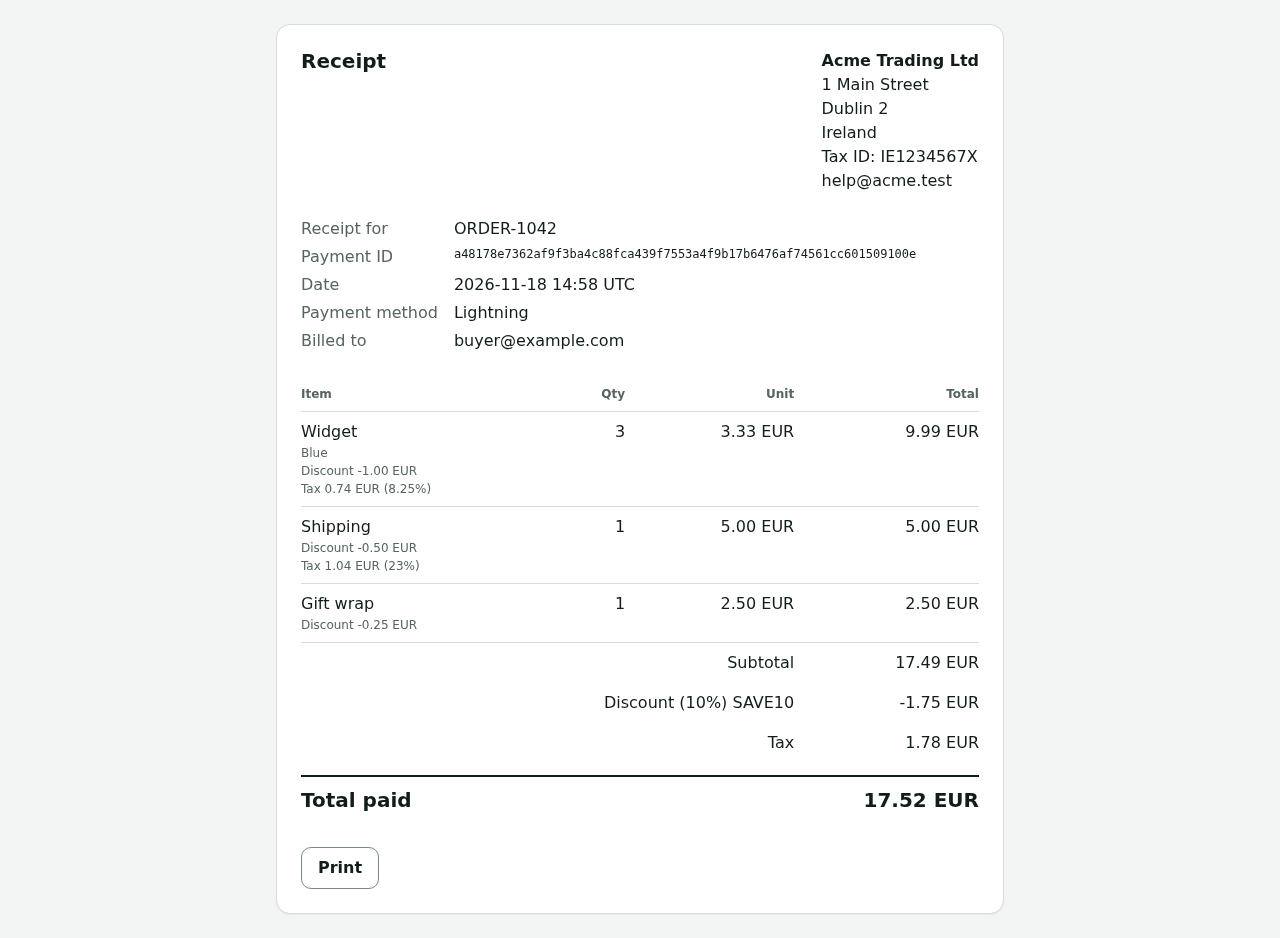 Receipt
Acme Trading Ltd
1 Main Street
Dublin 2
Ireland
Tax ID: IE1234567X
help@acme.test
Receipt for ORDER-1042
Payment ID a48178e7362af9f3ba4c88fca439f7553a4f9b17b6476af74561cc601509100e
Date 2026-11-18 14:58 UTC
Payment method Lightning
Billed to buyer@example.com
Item Qty Unit Total
Widget 3 3.33 EUR 9.99 EUR
Blue
Discount -1.00 EUR
Tax 0.74 EUR (8.25%)
Shipping 1 5.00 EUR 5.00 EUR
Discount -0.50 EUR
Tax 1.04 EUR (23%)
Gift wrap 1 2.50 EUR 2.50 EUR
Discount -0.25 EUR
Subtotal 17.49 EUR
Discount (10%) SAVE10 -1.75 EUR
Tax 1.78 EUR
Total paid 17.52 EUR
Print